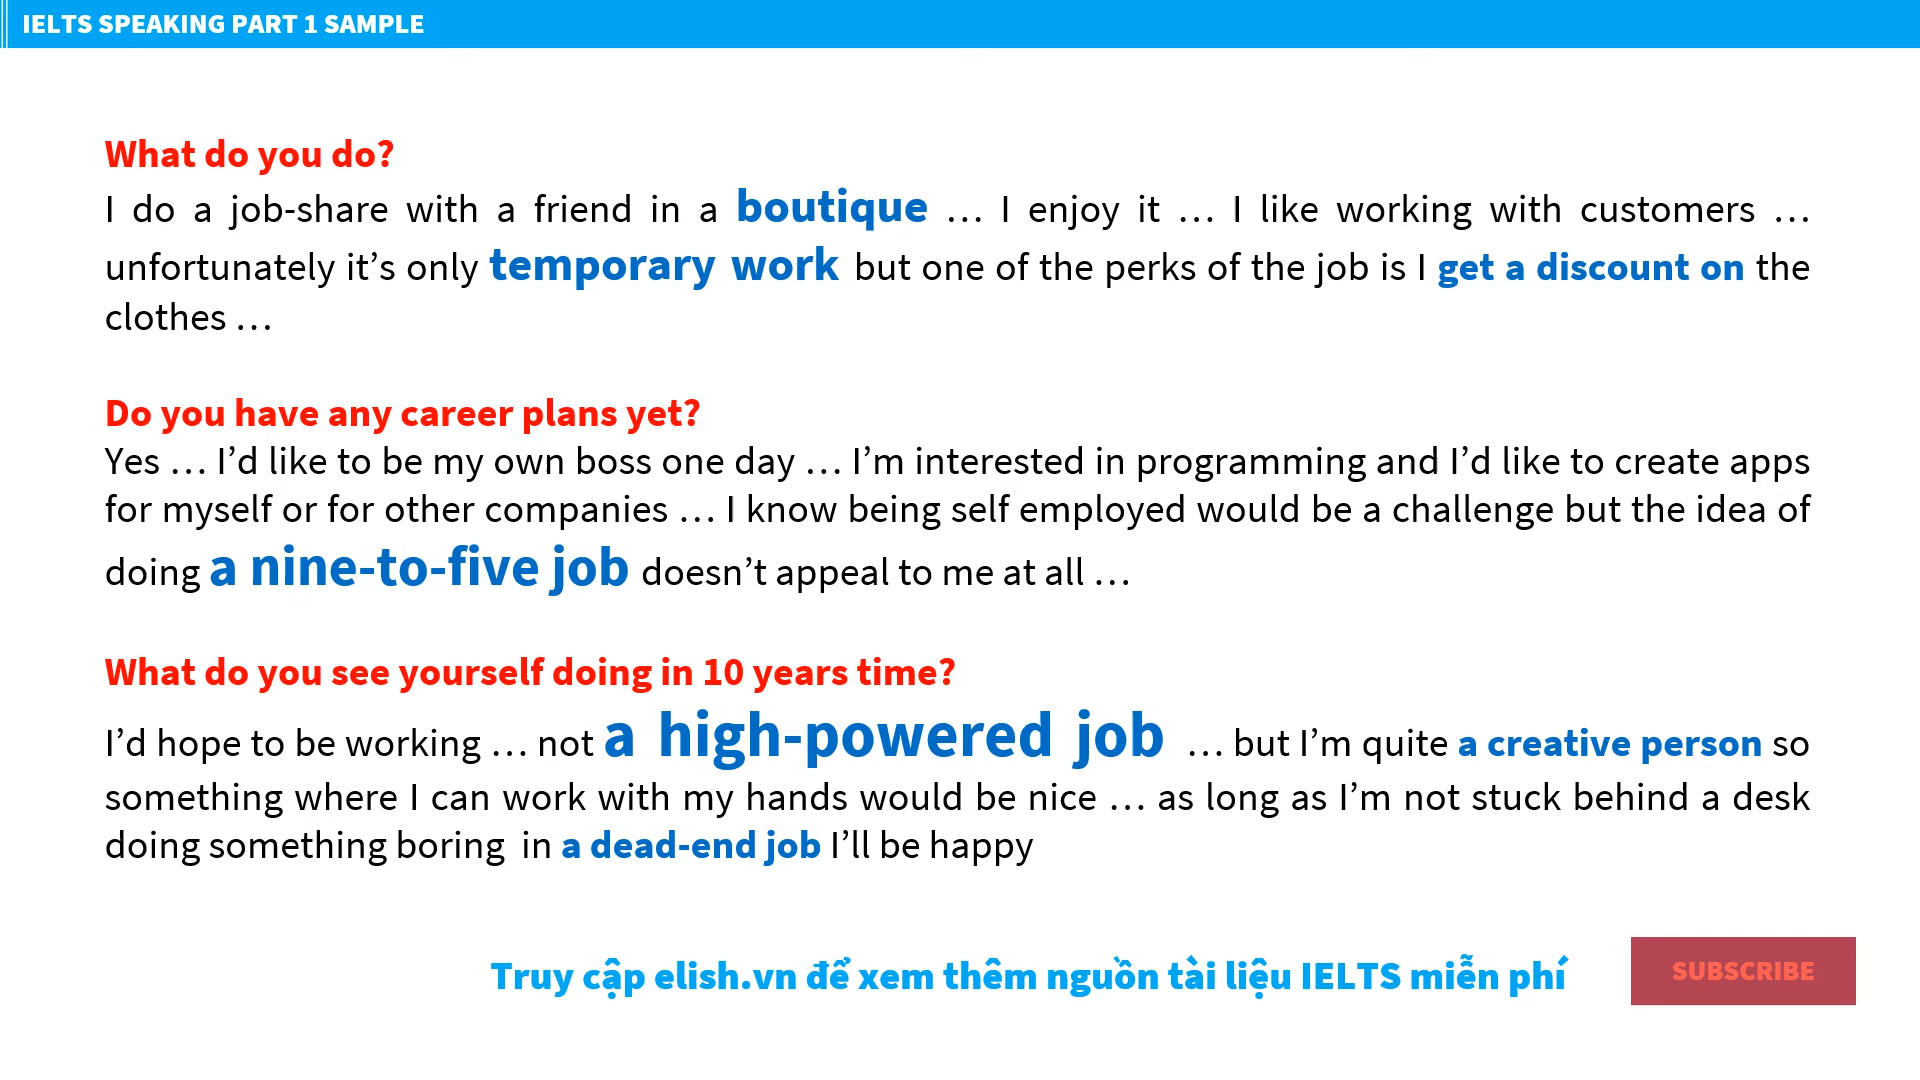 IELTS SPEAKING PART 1 SAMPLE
What do you do?
I do a job-share with a friend in a boutique … I enjoy it … I like working with customers …
unfortunately it’s only temporary work but one of the perks of the job is I get a discount on the
clothes …
Do you have any career plans yet?
Yes … I’d like to be my own boss one day … I’m interested in programming and I’d like to create apps
for myself or for other companies … I know being self employed would be a challenge but the idea of
doing a nine-to-five job doesn’t appeal to me at all …
What do you see yourself doing in 10 years time?
I’d hope to be working … not a high-powered job … but I’m quite a creative person so
something where I can work with my hands would be nice … as long as I’m not stuck behind a desk
doing something boring in a dead-end job I’ll be happy
Truy cập elish.vn để xem thêm nguồn tài liệu IELTS miễn phí
SUBSCRIBE